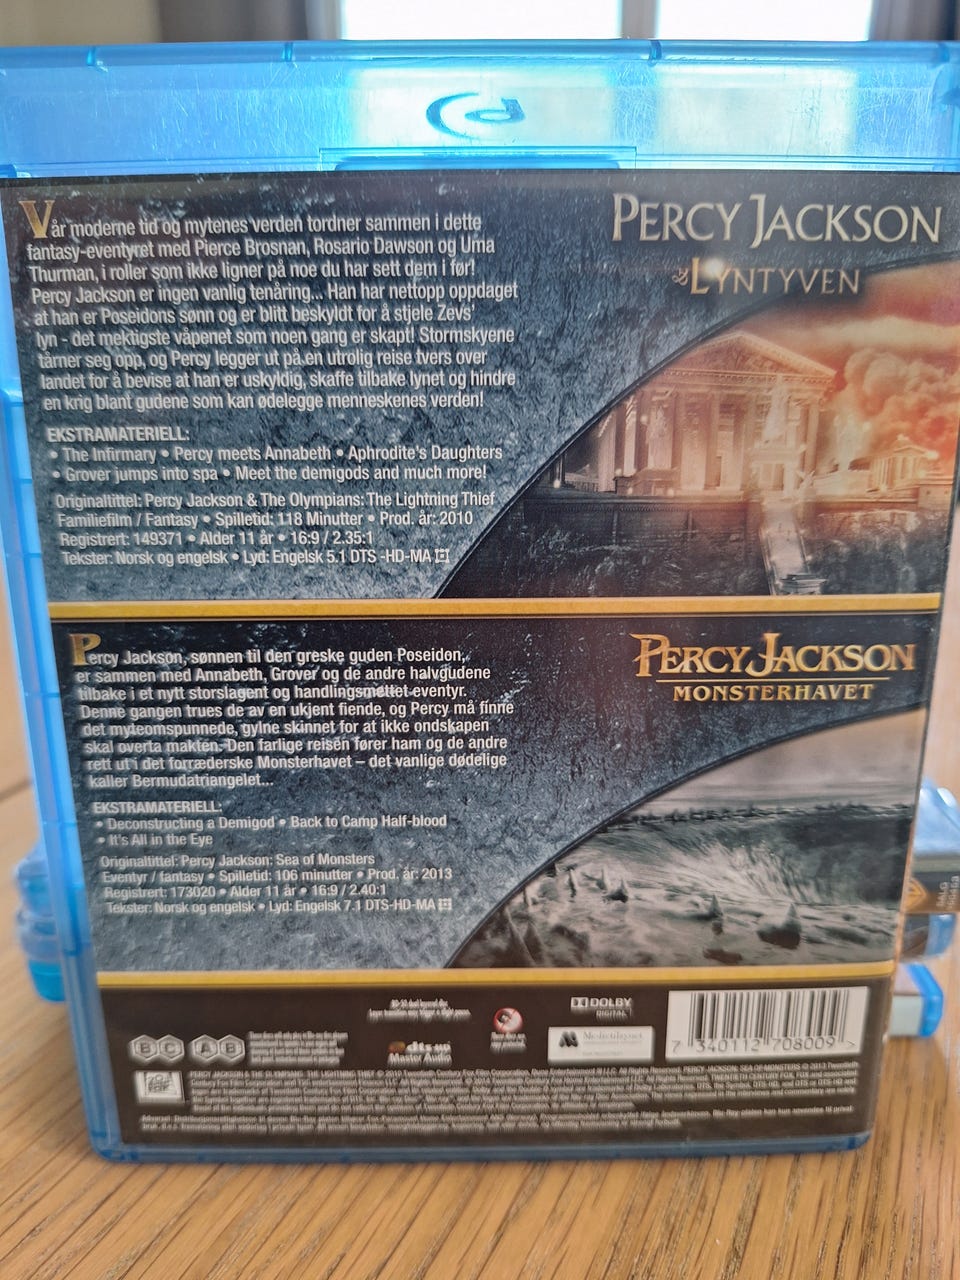 Vår moderne tid og mytenes verden tordner sammen i dette
fantasy-eventyret med Pierce Brosnan, Rosario Dawson og Uma
Thurman, i roller som ikke ligner på noe du har sett dem i før!
Percy Jackson er ingen vanlig tenåring... Han har nettopp oppdaget
at han er Poseidons sønn og er blitt beskyldt for å stjele Zevs'
lyn - det mektigste våpenet som noen gang er skapt! Stormskyene
tårner seg opp, og Percy legger ut på en utrolig reise tvers over
landet for å bevise at han er uskyldig, skaffe tilbake lynet og hindre
en krig blant gudene som kan ødelegge menneskenes verden!
PERCY JACKSON
& LYNTYVEN
EKSTRAMATERIELL:
• The Infirmary • Percy meets Annabeth • Aphrodite's Daughters
• Grover jumps into spa • Meet the demigods and much more!
Originaltittel: Percy Jackson & The Olympians: The Lightning Thief
Familiefilm / Fantasy • Spilletid: 118 Minutter • Prod. år: 2010
Registrert: 149371 • Alder 11 år • 16:9 / 2.35:1
Tekster: Norsk og engelsk • Lyd: Engelsk 5.1 DTS -HD-MA
Percy Jackson, sønnen til den greske guden Poseidon,
er sammen med Annabeth, Grover og de andre halvgudene
tilbake i et nytt storslagent og handlingsmettet eventyr.
Denne gangen trues de av en ukjent fiende, og Percy må finne
det myteomspunnede, gylne skinnet for at ikke ondskapen
skal overta makten. Den farlige reisen fører ham og de andre
rett ut i det forræderske Monsterhavet – det vanlige dødelige
kaller Bermudatriangelet...
PERCY JACKSON
MONSTERHAVET
EKSTRAMATERIELL:
• Deconstructing a Demigod • Back to Camp Half-blood
• It's All in the Eye
Originaltittel: Percy Jackson: Sea of Monsters
Eventyr / fantasy • Spilletid: 106 minutter • Prod. år: 2013
Registrert: 173020 • Alder 11 år • 16:9 / 2.40:1
Tekster: Norsk og engelsk • Lyd: Engelsk 7.1 DTS-HD-MA
B C A B
dts
Master Audio
DOLBY
DIGITAL
7 340112 708009 >